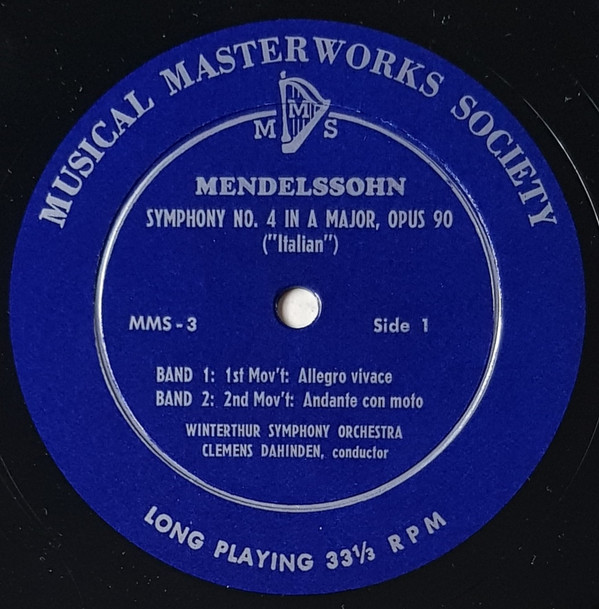 MUSICAL MASTERWORKS SOCIETY
M M S
MENDELSSOHN
SYMPHONY NO. 4 IN A MAJOR, OPUS 90
("Italian")
MMS - 3 Side 1
BAND 1: 1st Mov't: Allegro vivace
BAND 2: 2nd Mov't: Andante con moto
WINTERTHUR SYMPHONY ORCHESTRA
CLEMENS DAHINDEN, conductor
LONG PLAYING 33⅓ RPM